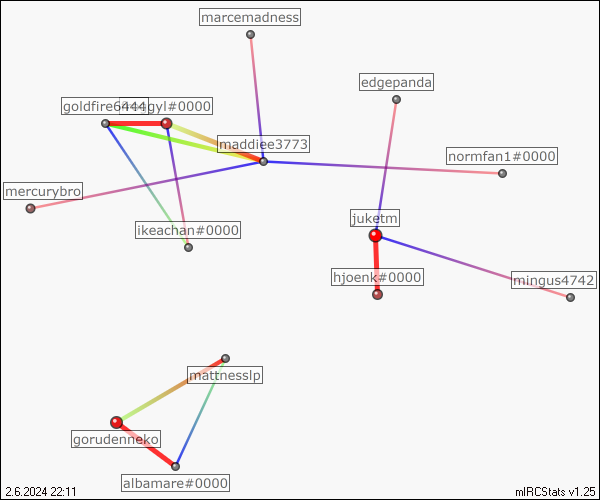 marcemadness
edgepanda
goldfire6444
gyl#0000
maddiee3773
normfan1#0000
mercurybro
juketm
ikeachan#0000
hjoenk#0000
mingus4742
mattnesslp
gorudenneko
albamare#0000
2.6.2024 22:11
mIRCStats v1.25